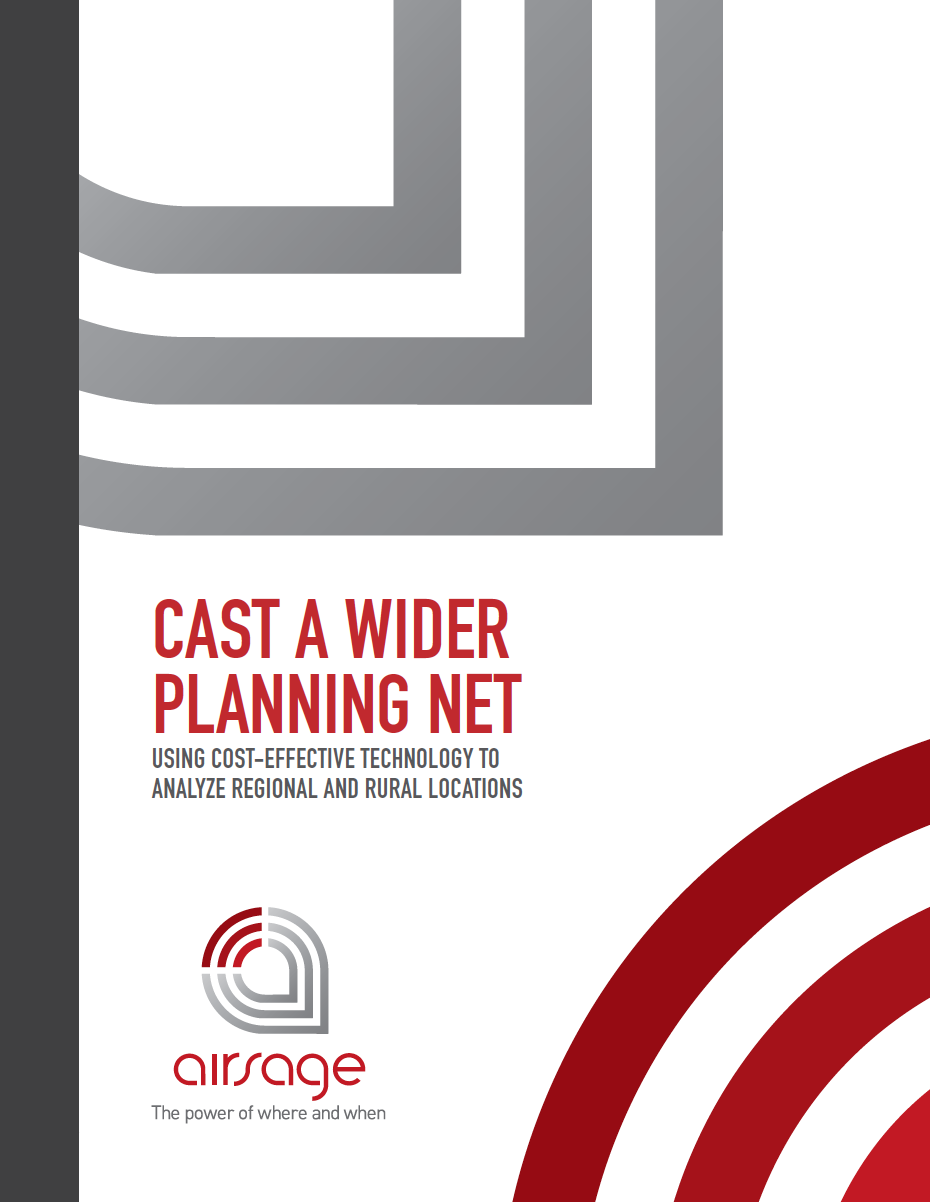 CAST A WIDER
PLANNING NET
USING COST-EFFECTIVE TECHNOLOGY TO
ANALYZE REGIONAL AND RURAL LOCATIONS
airsage
The power of where and when